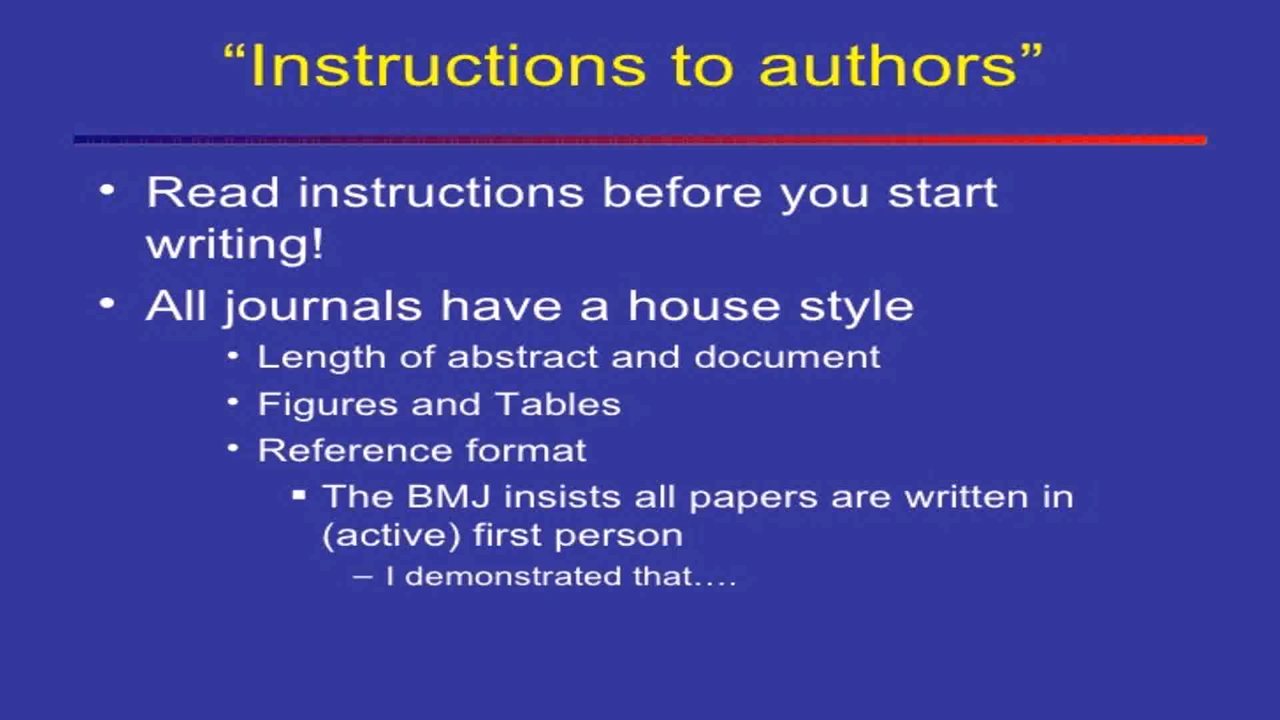 “Instructions to authors”
• Read instructions before you start
writing!
• All journals have a house style
• Length of abstract and document
• Figures and Tables
• Reference format
▪ The BMJ insists all papers are written in
(active) first person
– I demonstrated that....